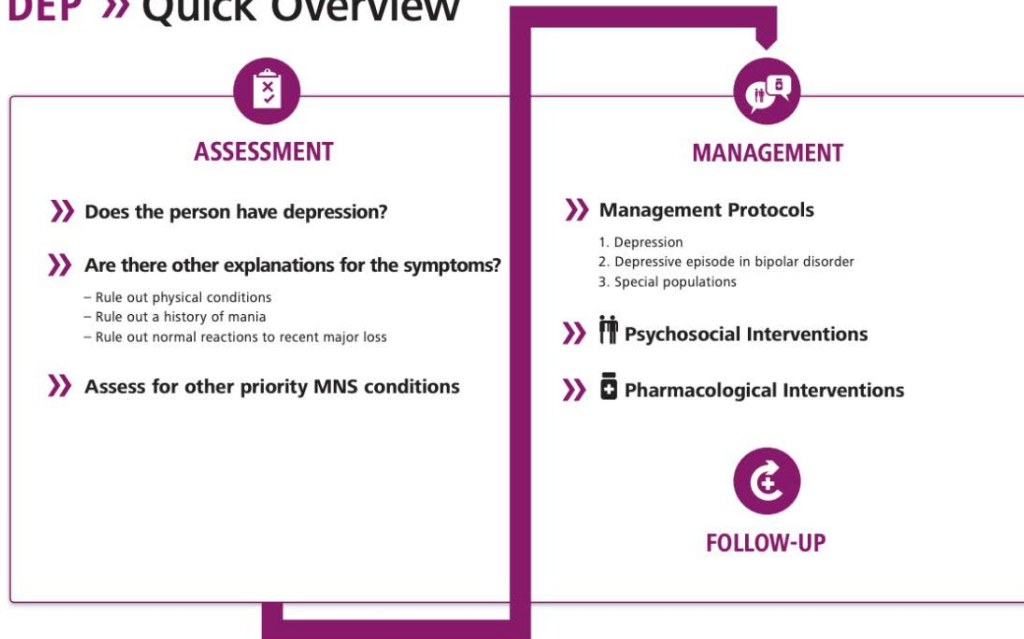 DEP » Quick Overview
ASSESSMENT
» Does the person have depression?
» Are there other explanations for the symptoms?
– Rule out physical conditions
– Rule out a history of mania
– Rule out normal reactions to recent major loss
» Assess for other priority MNS conditions
MANAGEMENT
» Management Protocols
1. Depression
2. Depressive episode in bipolar disorder
3. Special populations
» Psychosocial Interventions
» Pharmacological Interventions
FOLLOW-UP